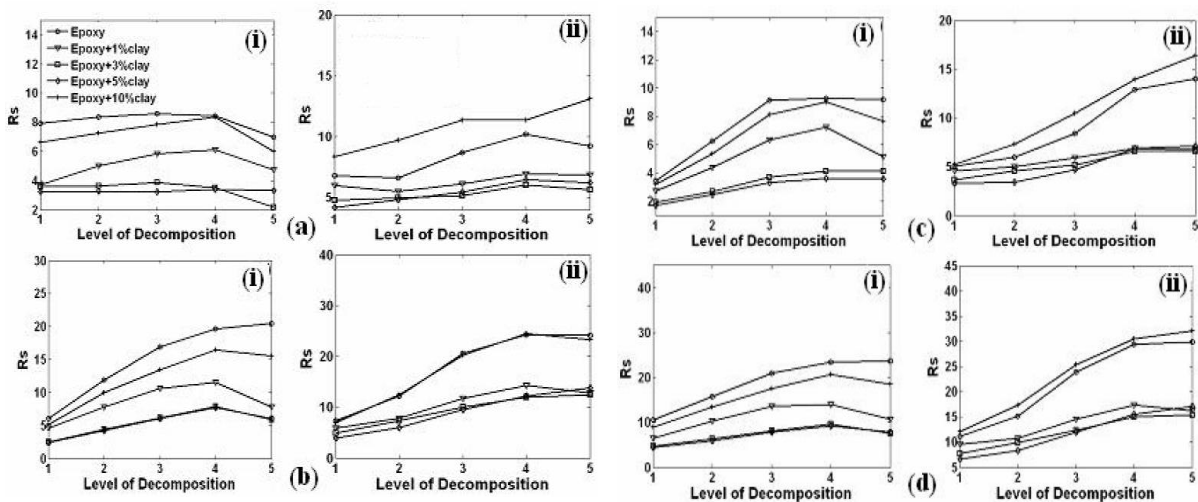 (i)
Epoxy
Epoxy+1%clay
Epoxy+3%clay
Epoxy+5%clay
Epoxy+10%clay
14
12
10
8
6
4
2
Rs
1 2 3 4 5
Level of Decomposition
(ii)
20
15
10
5
Rs
1 2 3 4 5
Level of Decomposition
(a)
(i)
14
12
10
8
6
4
2
Rs
1 2 3 4 5
Level of Decomposition
(ii)
20
15
10
5
0
Rs
1 2 3 4 5
Level of Decomposition
(c)
(i)
30
25
20
15
10
5
0
Rs
1 2 3 4 5
Level of Decomposition
(ii)
40
30
20
10
0
Rs
1 2 3 4 5
Level of Decomposition
(b)
(i)
40
30
20
10
0
Rs
1 2 3 4 5
Level of Decomposition
(ii)
45
40
35
30
25
20
15
10
5
Rs
1 2 3 4 5
Level of Decomposition
(d)